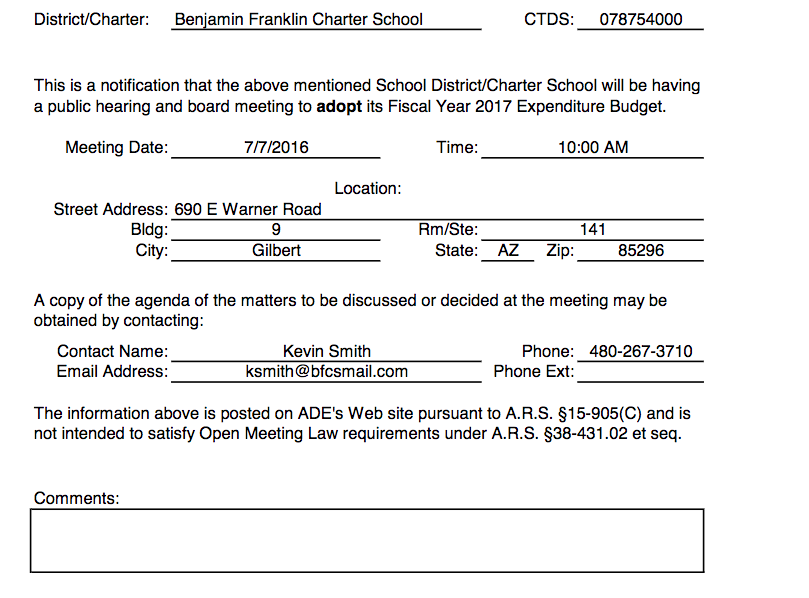 District/Charter: Benjamin Franklin Charter School CTDS: 078754000
This is a notification that the above mentioned School District/Charter School will be having
a public hearing and board meeting to adopt its Fiscal Year 2017 Expenditure Budget.
Meeting Date: 7/7/2016 Time: 10:00 AM
Location:
Street Address: 690 E Warner Road
Bldg: 9 Rm/Ste: 141
City: Gilbert State: AZ Zip: 85296
A copy of the agenda of the matters to be discussed or decided at the meeting may be
obtained by contacting:
Contact Name: Kevin Smith Phone: 480-267-3710
Email Address: ksmith@bfcsmail.com Phone Ext:
The information above is posted on ADE's Web site pursuant to A.R.S. §15-905(C) and is
not intended to satisfy Open Meeting Law requirements under A.R.S. §38-431.02 et seq.
Comments: